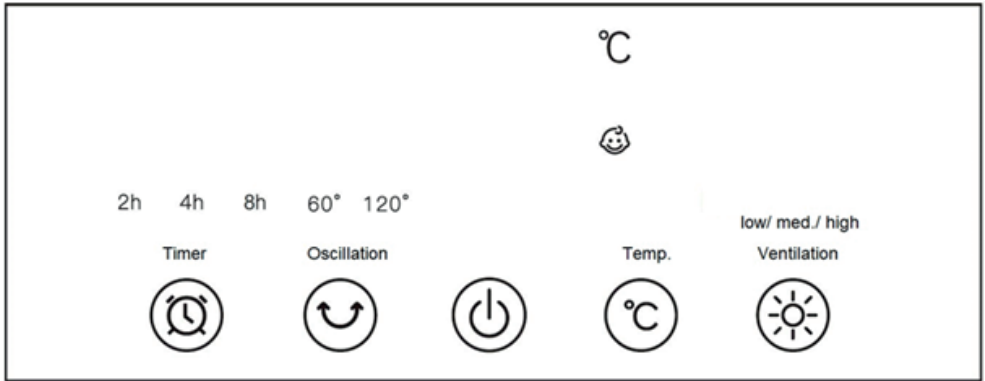 °C
2h 4h 8h 60° 120°
low/ med./ high
Timer Oscillation Temp. Ventilation
°C